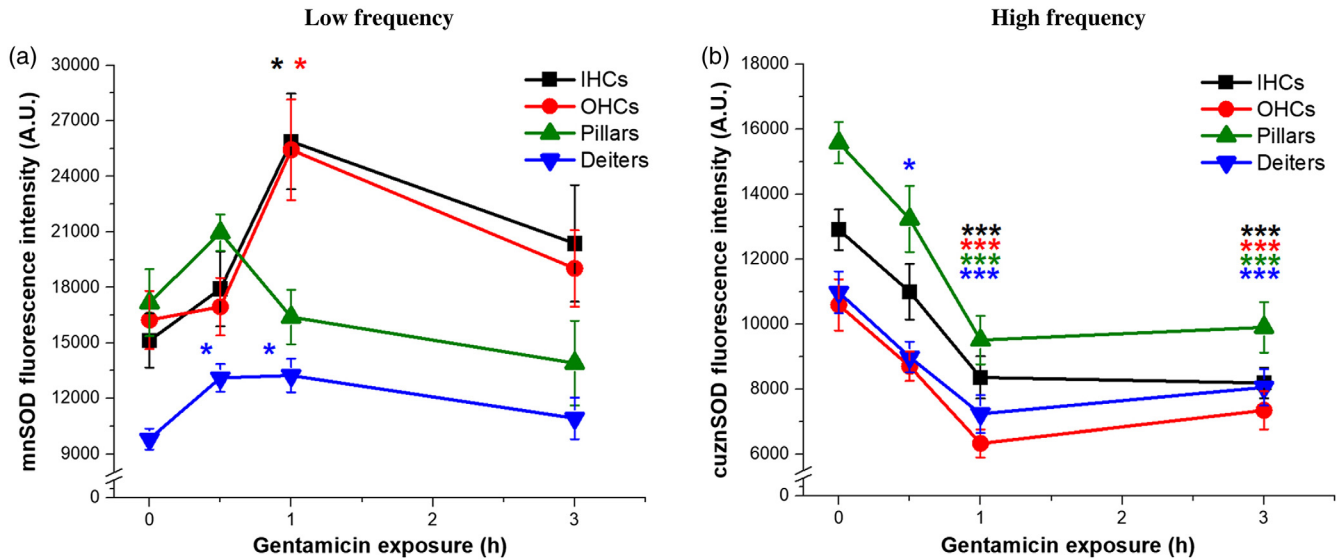 Low frequency
High frequency
(a)
mnSOD fluorescence intensity (A.U.)
30000
27000
24000
21000
18000
15000
12000
9000
0
* *
* *
IHCs
OHCs
Pillars
Deiters
0 1 2 3
Gentamicin exposure (h)
(b)
cuznSOD fluorescence intensity (A.U.)
18000
16000
14000
12000
10000
8000
6000
0
*
*** ***
*** ***
*** ***
*** ***
IHCs
OHCs
Pillars
Deiters
0 1 2 3
Gentamicin exposure (h)